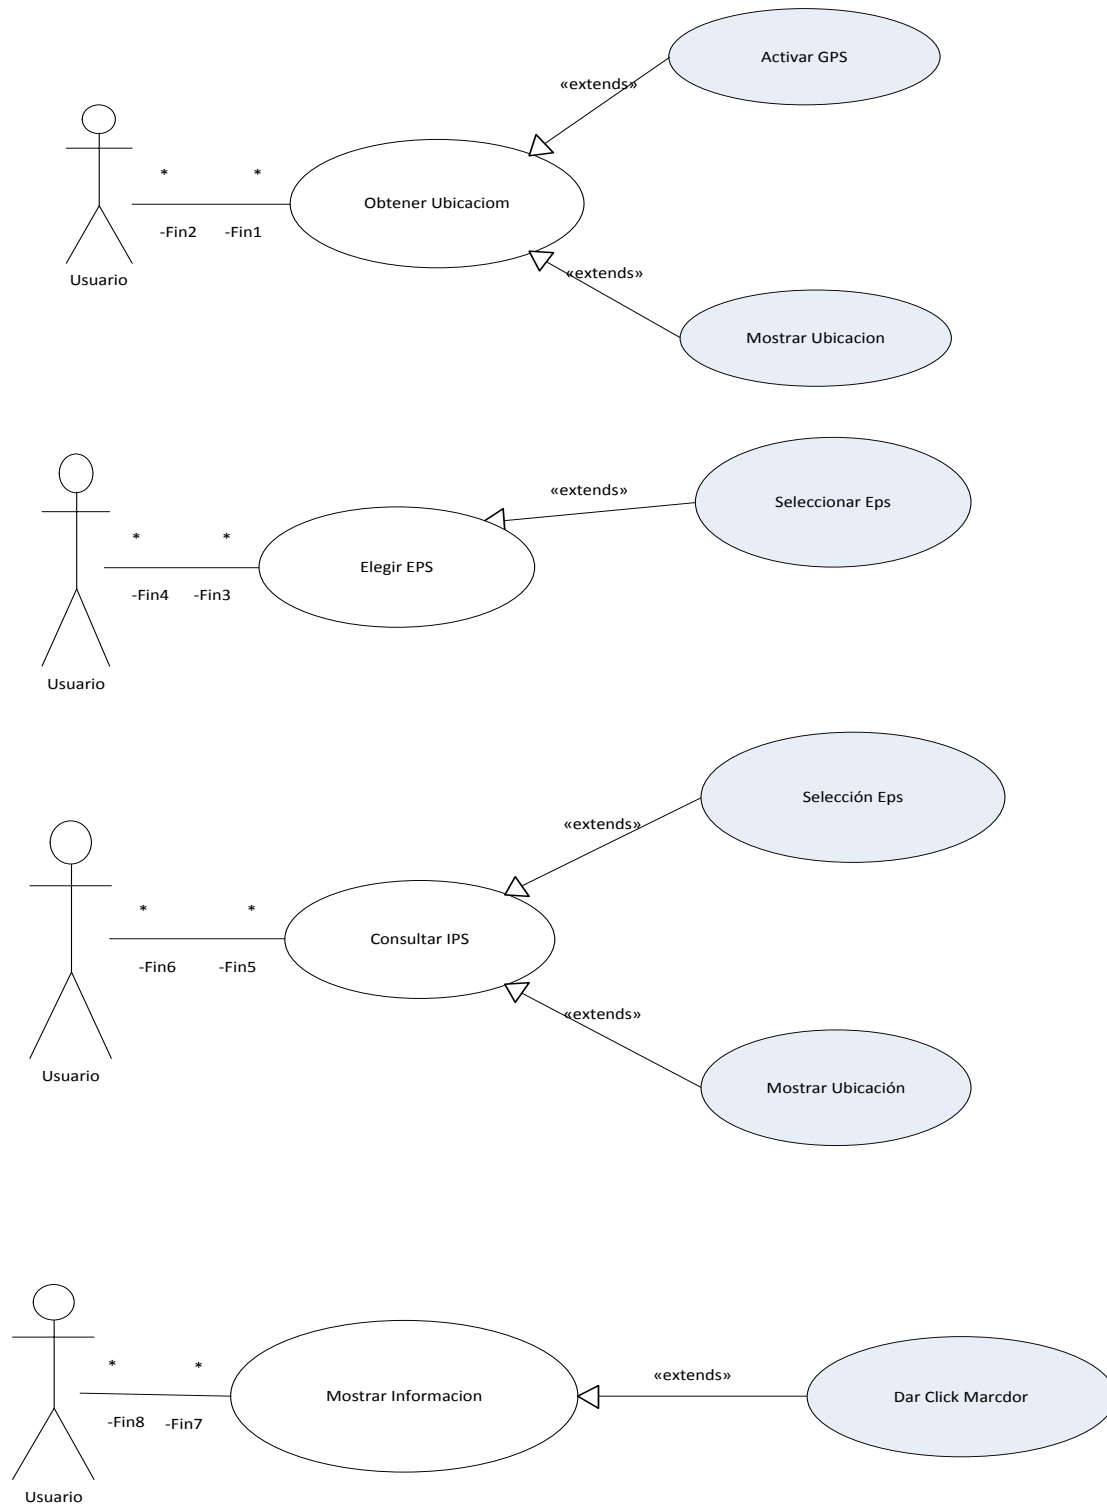 Activar GPS
«extends»
* *
Obtener Ubicaciom
-Fin2 -Fin1
Usuario
«extends»
Mostrar Ubicacion
«extends»
Seleccionar Eps
* *
Elegir EPS
-Fin4 -Fin3
Usuario
Selección Eps
«extends»
* *
Consultar IPS
-Fin6 -Fin5
«extends»
Usuario
Mostrar Ubicación
* *
«extends»
Mostrar Informacion
Dar Click Marcdor
-Fin8 -Fin7
Usuario